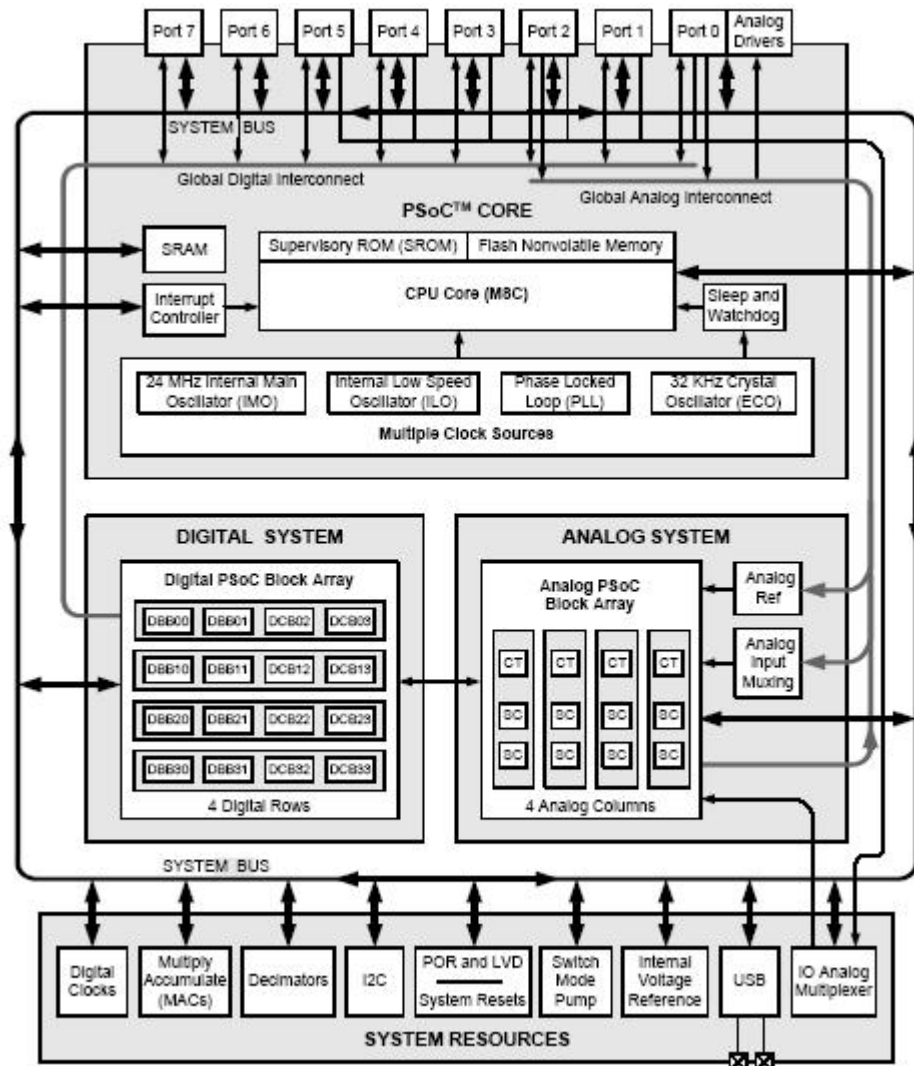 Port 7
Port 6
Port 5
Port 4
Port 3
Port 2
Port 1
Port 0
Analog
Drivers
SYSTEM BUS
Global Digital Interconnect
Global Analog Interconnect
PSoC™ CORE
SRAM
Supervisory ROM (SROM)
Flash Nonvolatile Memory
CPU Core (M8C)
Interrupt
Controller
Sleep and
Watchdog
24 MHz Internal Main
Oscillator (IMO)
Internal Low Speed
Oscillator (ILO)
Phase Locked
Loop (PLL)
32 KHz Crystal
Oscillator (ECO)
Multiple Clock Sources
DIGITAL SYSTEM
Digital PSoC Block Array
DBB00 DBB01 DCB02 DCB03
DBB10 DBB11 DCB12 DCB13
DBB20 DBB21 DCB22 DCB23
DBB30 DBB31 DCB32 DCB33
4 Digital Rows
ANALOG SYSTEM
Analog PSoC
Block Array
CT CT CT CT
SC SC SC SC
SC SC SC SC
4 Analog Columns
Analog
Ref
Analog
Input
Muxing
SYSTEM BUS
Digital
Clocks
Multiply
Accumulate
(MACs)
Decimators
I2C
POR and LVD
System Resets
Switch
Mode
Pump
Internal
Voltage
Reference
USB
IO Analog
Multiplexer
SYSTEM RESOURCES